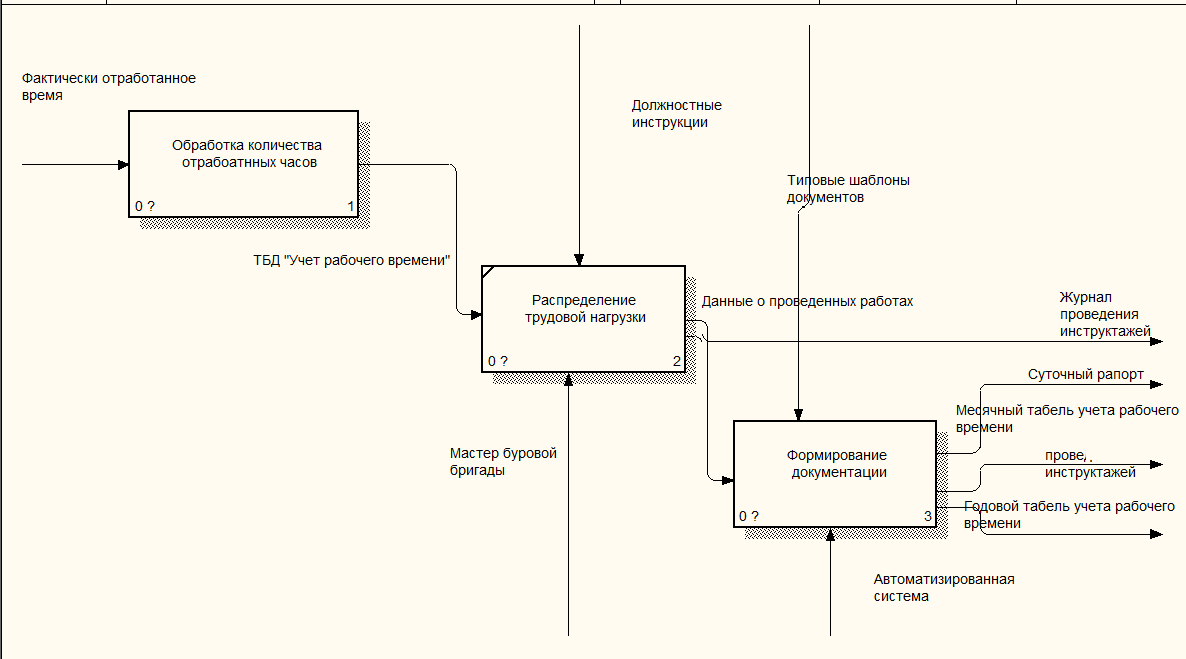 Фактически отработанное
время
Обработка количества
отрабоатнных часов
0 ?
1
Должностные
инструкции
Типовые шаблоны
документов
ТБД "Учет рабочего времени"
Распределение
трудовой нагрузки
0 ?
2
Данные о проведенных работах
Журнал
проведения
инструктажей
Суточный рапорт
Месячный табель учета рабочего
времени
Мастер буровой
бригады
Формирование
документации
0 ?
3
инструктажей
Годовой табель учета рабочего
времени
Автоматизированная
система